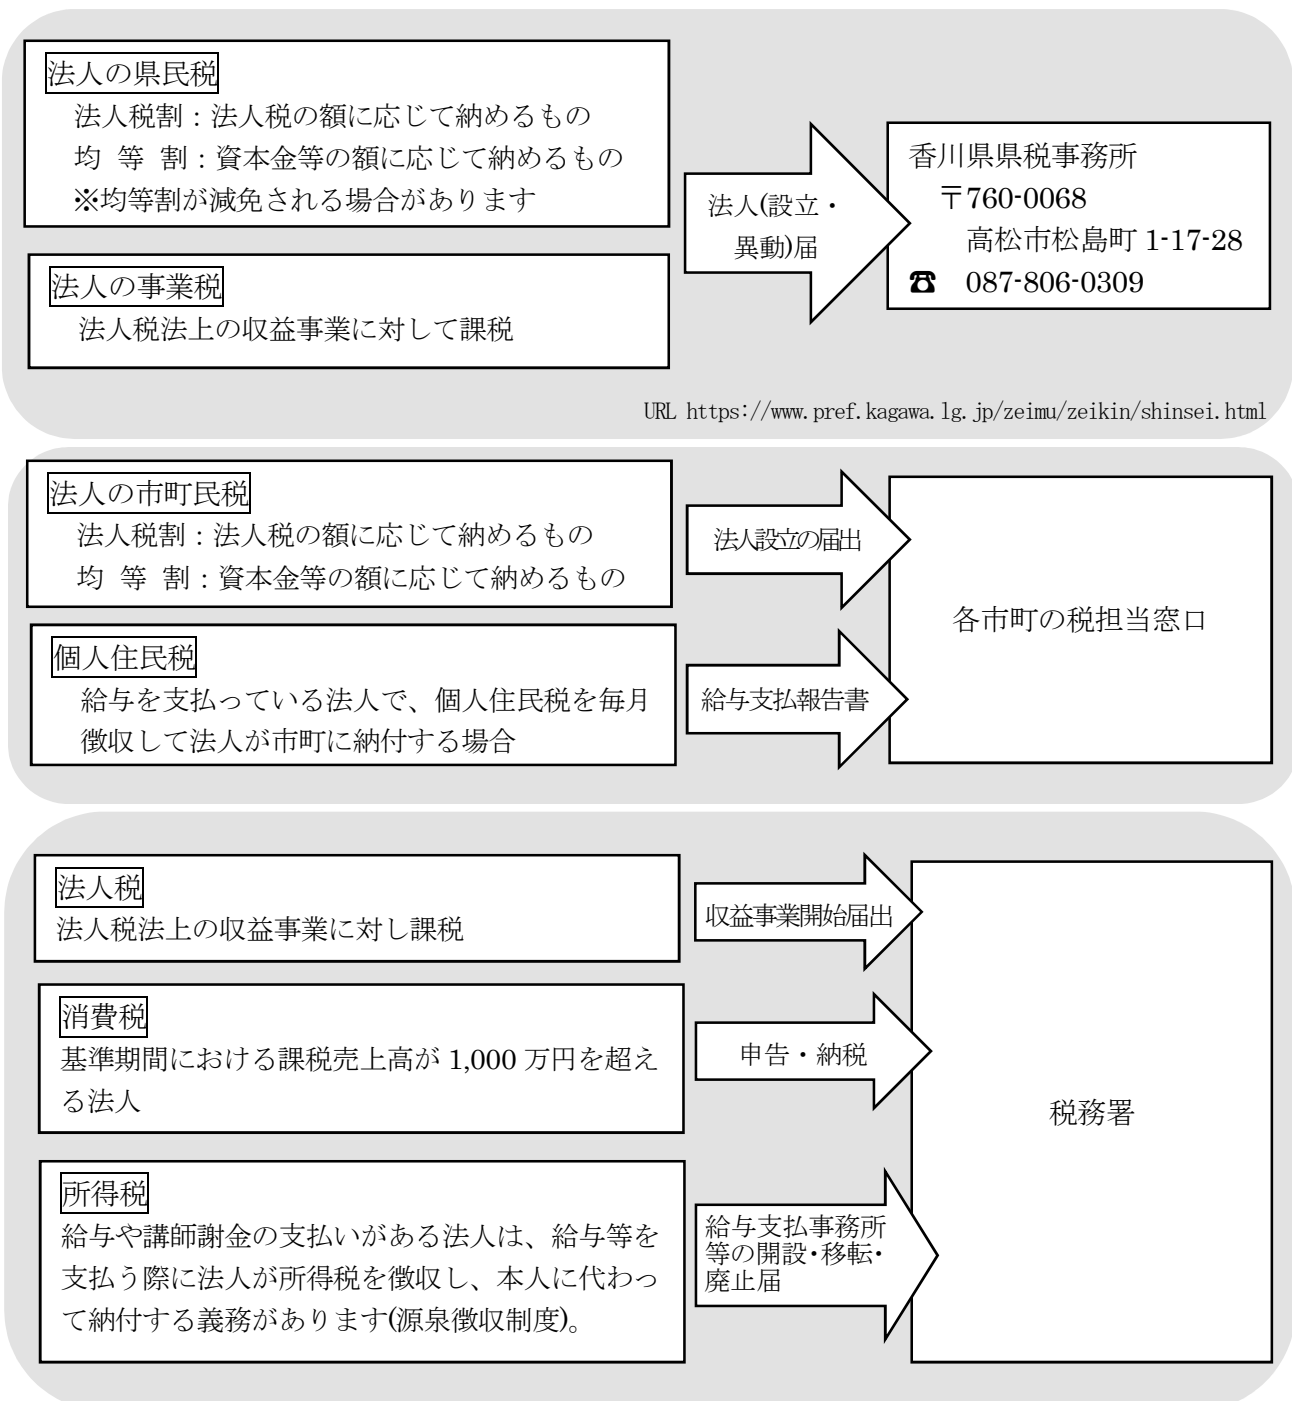 法人の県民税
法人税割：法人税の額に応じて納めるもの
均 等 割：資本金等の額に応じて納めるもの
※均等割が減免される場合があります
法人の事業税
法人税法上の収益事業に対して課税
法人(設立・
異動)届
香川県県税事務所
〒760-0068
高松市松島町 1-17-28
☎ 087-806-0309
URL https://www.pref.kagawa.lg.jp/zeimu/zeikin/shinsei.html
法人の市町民税
法人税割：法人税の額に応じて納めるもの
均 等 割：資本金等の額に応じて納めるもの
法人設立の届出
個人住民税
給与を支払っている法人で、個人住民税を毎月
徴収して法人が市町に納付する場合
給与支払報告書
各市町の税担当窓口
法人税
法人税法上の収益事業に対し課税
収益事業開始届出
消費税
基準期間における課税売上高が 1,000 万円を超え
る法人
申告・納税
所得税
給与や講師謝金の支払いがある法人は、給与等を
支払う際に法人が所得税を徴収し、本人に代わっ
て納付する義務があります(源泉徴収制度)。
給与支払事務所
等の開設・移転・
廃止届
税務署